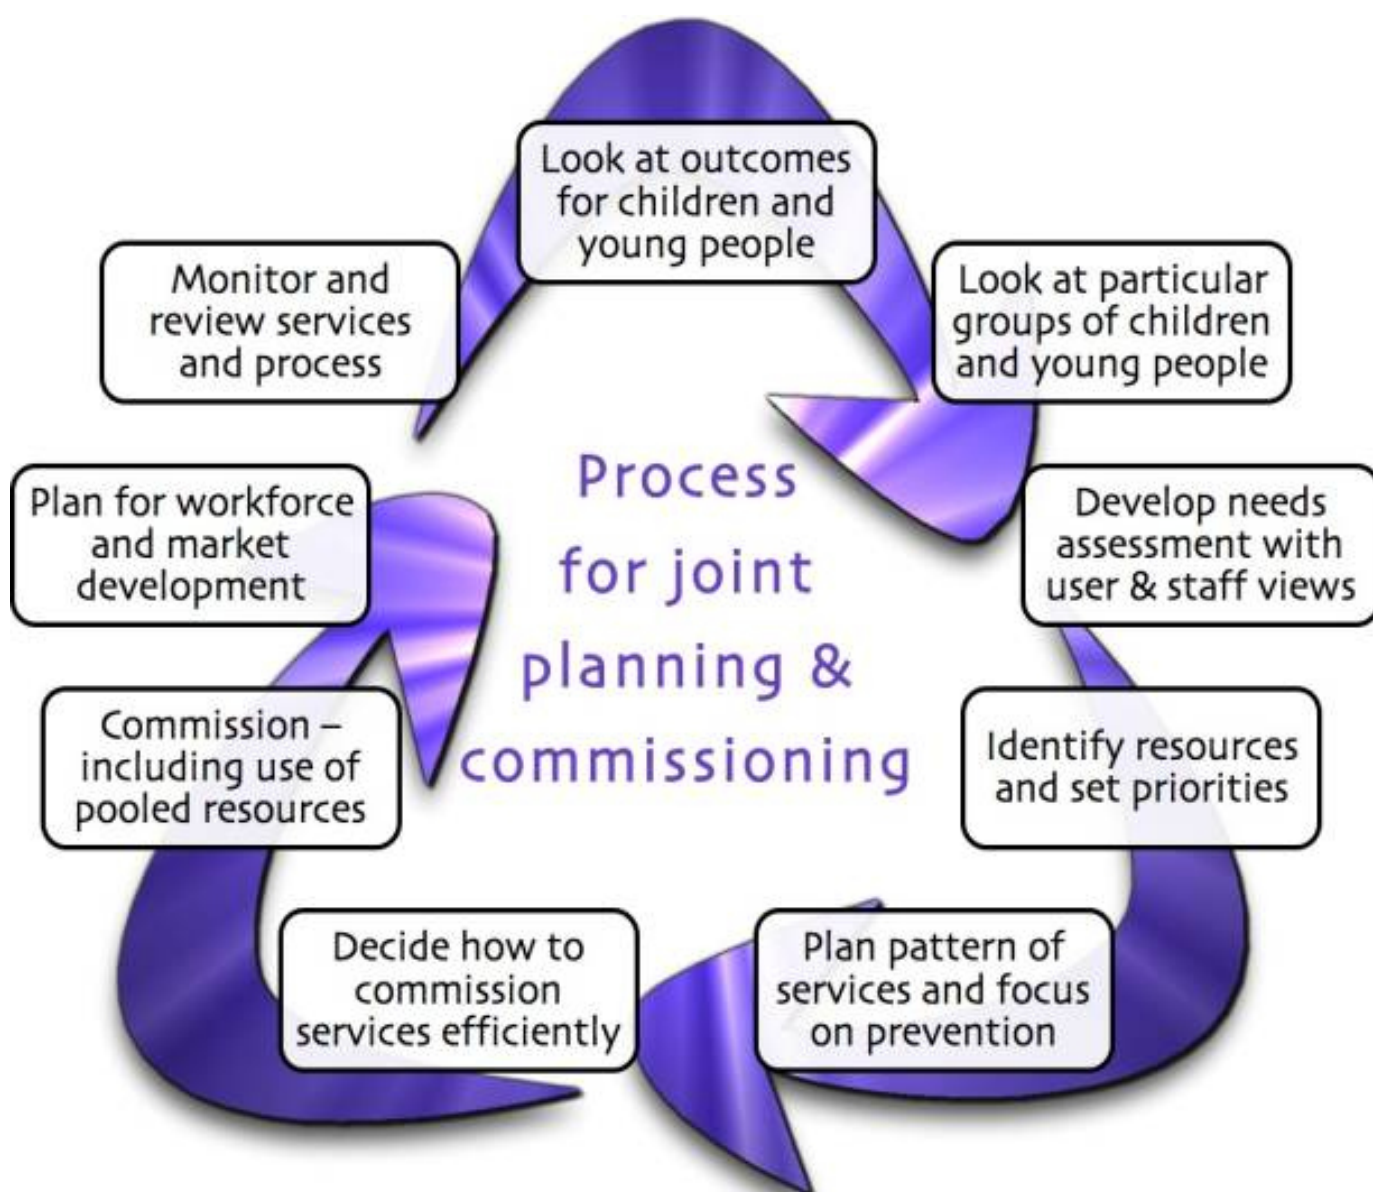 Look at outcomes
for children and
young people
Look at particular
groups of children
and young people
Develop needs
assessment with
user & staff views
Identify resources
and set priorities
Plan pattern of
services and focus
on prevention
Decide how to
commission
services efficiently
Commission –
including use of
pooled resources
Plan for workforce
and market
development
Monitor and
review services
and process
Process
for joint
planning &
commissioning